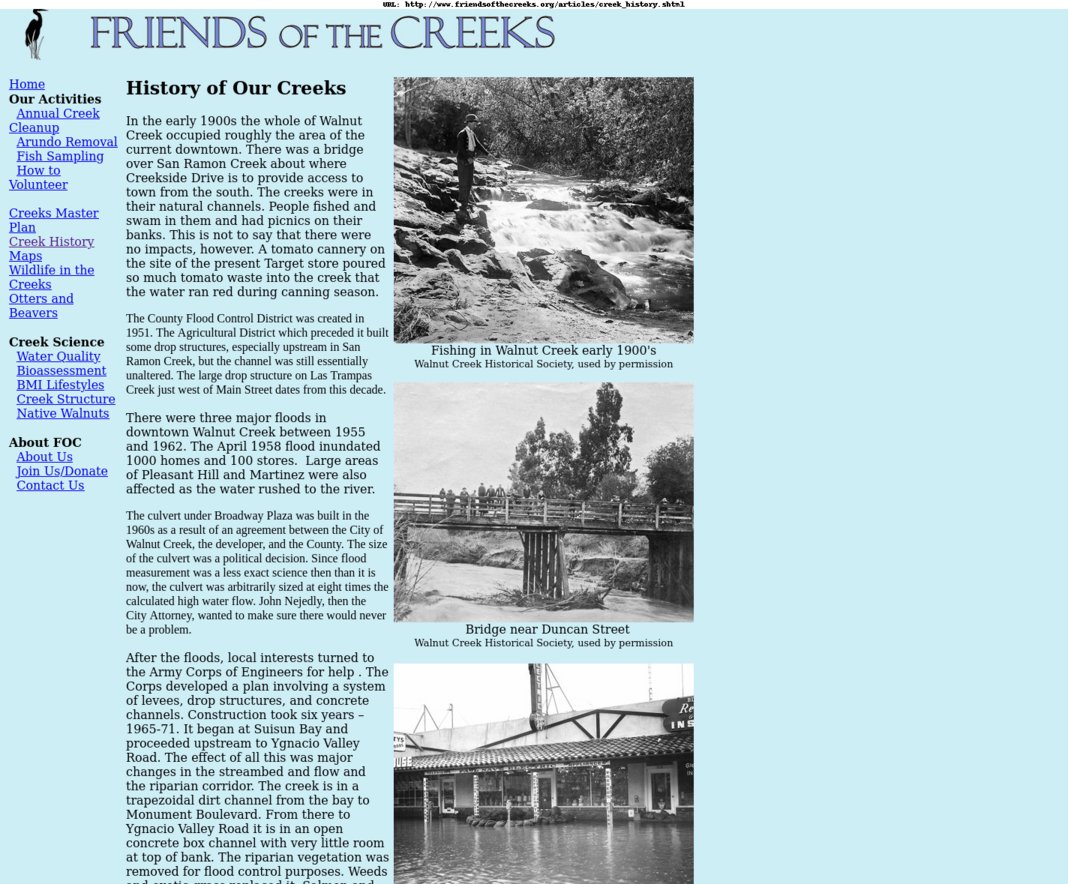 URL: http://www.friendsofthecreeks.org/articles/creek_history.shtml
FRIENDS OF THE CREEKS
Home
Our Activities
Annual Creek
Cleanup
Arundo Removal
Fish Sampling
How to
Volunteer
Creeks Master
Plan
Creek History
Maps
Wildlife in the
Creeks
Otters and
Beavers
Creek Science
Water Quality
Bioassessment
BMI Lifestyles
Creek Structure
Native Walnuts
About FOC
About Us
Join Us/Donate
Contact Us
History of Our Creeks
In the early 1900s the whole of Walnut
Creek occupied roughly the area of the
current downtown. There was a bridge
over San Ramon Creek about where
Creekside Drive is to provide access to
town from the south. The creeks were in
their natural channels. People fished and
swam in them and had picnics on their
banks. This is not to say that there were
no impacts, however. A tomato cannery on
the site of the present Target store poured
so much tomato waste into the creek that
the water ran red during canning season.
The County Flood Control District was created in
1951. The Agricultural District which preceded it built
some drop structures, especially upstream in San
Ramon Creek, but the channel was still essentially
unaltered. The large drop structure on Las Trampas
Creek just west of Main Street dates from this decade.
There were three major floods in
downtown Walnut Creek between 1955
and 1962. The April 1958 flood inundated
1000 homes and 100 stores.  Large areas
of Pleasant Hill and Martinez were also
affected as the water rushed to the river.
The culvert under Broadway Plaza was built in the
1960s as a result of an agreement between the City of
Walnut Creek, the developer, and the County. The size
of the culvert was a political decision. Since flood
measurement was a less exact science then than it is
now, the culvert was arbitrarily sized at eight times the
calculated high water flow. John Nejedly, then the
City Attorney, wanted to make sure there would never
be a problem.
After the floods, local interests turned to
the Army Corps of Engineers for help . The
Corps developed a plan involving a system
of levees, drop structures, and concrete
channels. Construction took six years –
1965-71. It began at Suisun Bay and
proceeded upstream to Ygnacio Valley
Road. The effect of all this was major
changes in the streambed and flow and
the riparian corridor. The creek is in a
trapezoidal dirt channel from the bay to
Monument Boulevard. From there to
Ygnacio Valley Road it is in an open
concrete box channel with very little room
at top of bank. The riparian vegetation was
removed for flood control purposes. Weeds
and exotic grass replaced it. Salmon and
Fishing in Walnut Creek early 1900's
Walnut Creek Historical Society, used by permission
Bridge near Duncan Street
Walnut Creek Historical Society, used by permission
Re
INS